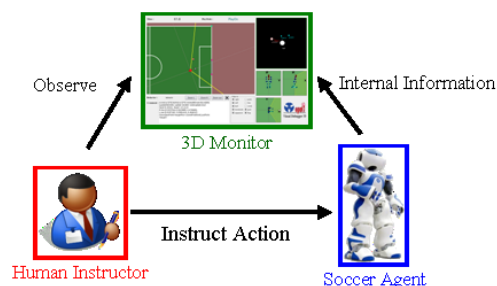 Observe
Internal Information
3D Monitor
Instruct Action
Human Instructor
Soccer Agent